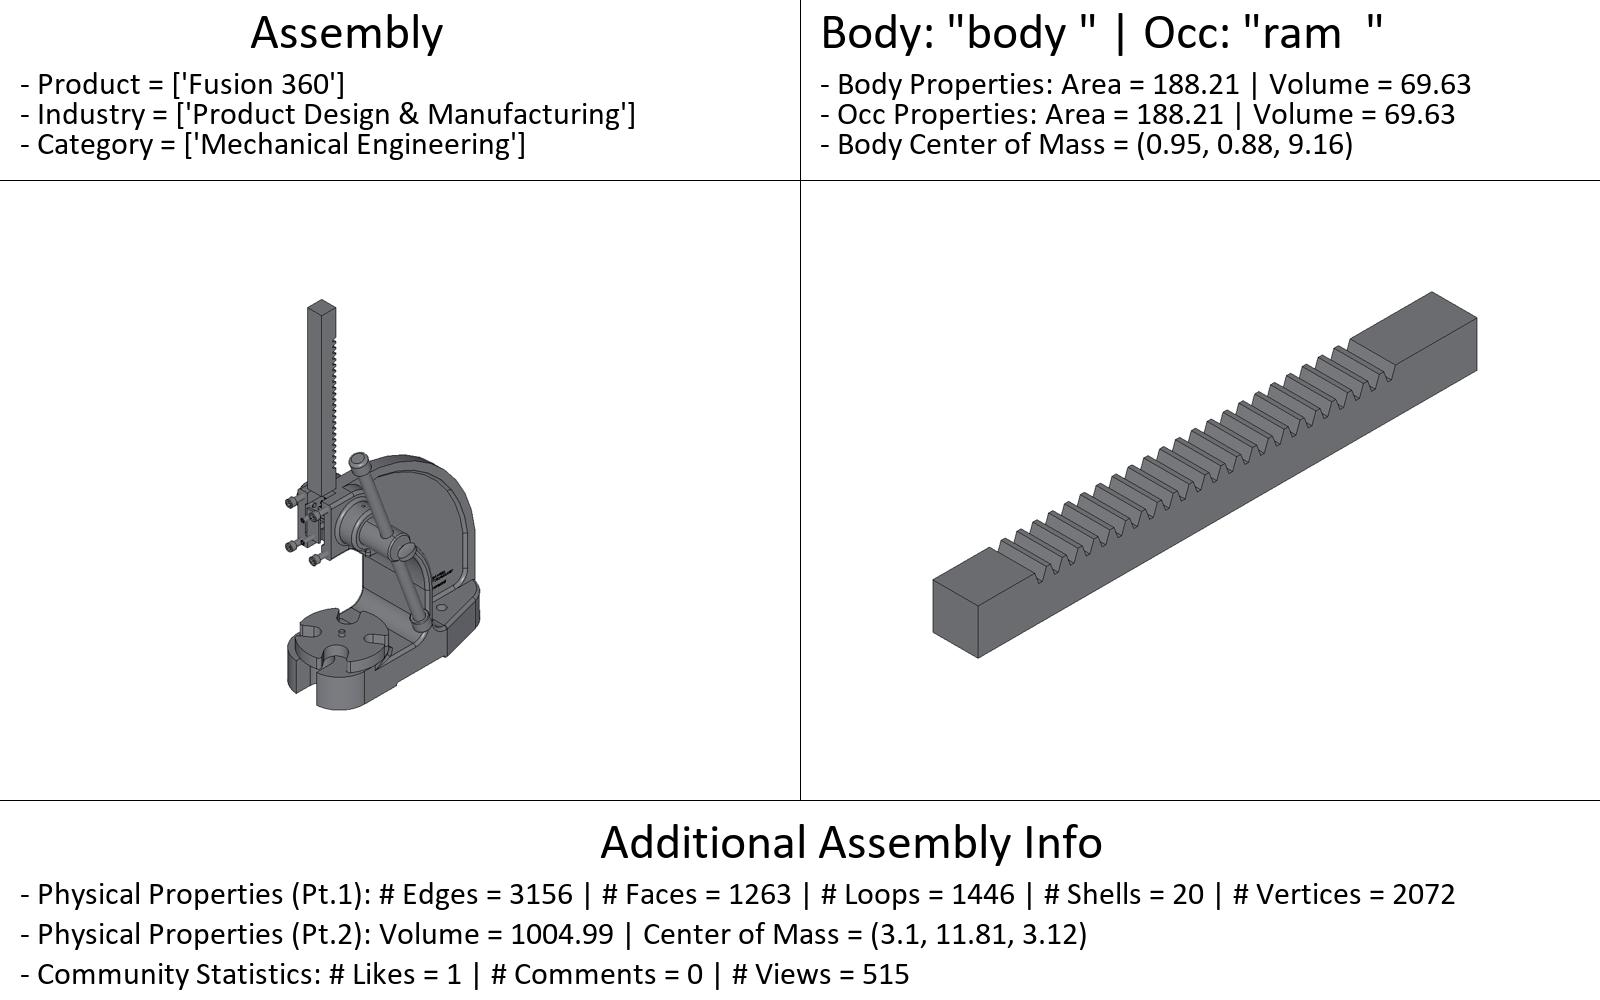 Assembly
- Product = ['Fusion 360']
- Industry = ['Product Design & Manufacturing']
- Category = ['Mechanical Engineering']
Body: "body " | Occ: "ram  "
- Body Properties: Area = 188.21 | Volume = 69.63
- Occ Properties: Area = 188.21 | Volume = 69.63
- Body Center of Mass = (0.95, 0.88, 9.16)
Additional Assembly Info
- Physical Properties (Pt.1): # Edges = 3156 | # Faces = 1263 | # Loops = 1446 | # Shells = 20 | # Vertices = 2072
- Physical Properties (Pt.2): Volume = 1004.99 | Center of Mass = (3.1, 11.81, 3.12)
- Community Statistics: # Likes = 1 | # Comments = 0 | # Views = 515